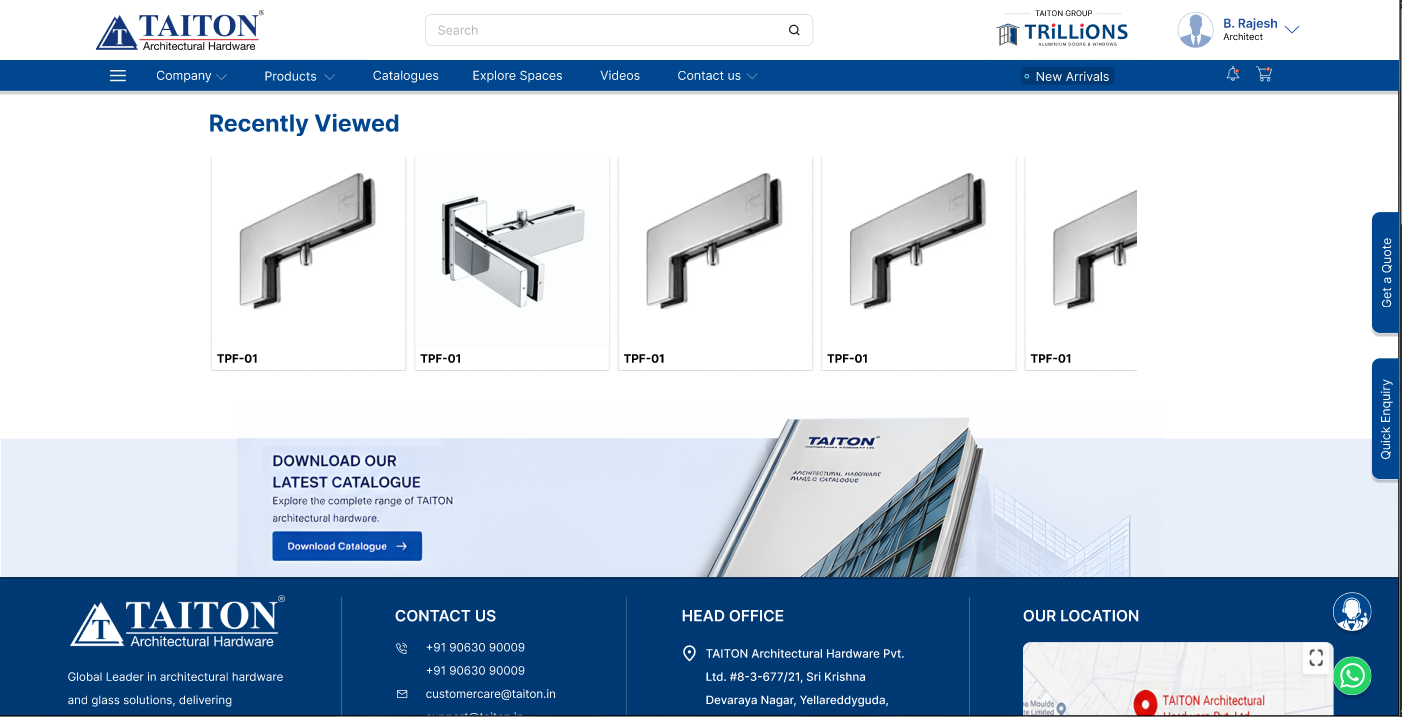 TAITON®
Architectural Hardware
Search
TAITON GROUP
TRiLLiONS
ALUMINIUM DOORS & WINDOWS
B. Rajesh
Architect
Company
Products
Catalogues
Explore Spaces
Videos
Contact us
New Arrivals
Recently Viewed
TPF-01
TPF-01
TPF-01
TPF-01
TPF-01
Get a Quote
Quick Enquiry
DOWNLOAD OUR
LATEST CATALOGUE
Explore the complete range of TAITON
architectural hardware.
Download Catalogue
TAITON
ARCHITECTURAL HARDWARE
CATALOGUE
TAITON®
Architectural Hardware
Global Leader in architectural hardware
and glass solutions, delivering
CONTACT US
+91 90630 90009
+91 90630 90009
customercare@taiton.in
HEAD OFFICE
TAITON Architectural Hardware Pvt.
Ltd. #8-3-677/21, Sri Krishna
Devaraya Nagar, Yellareddyguda,
OUR LOCATION
TAITON Architectural